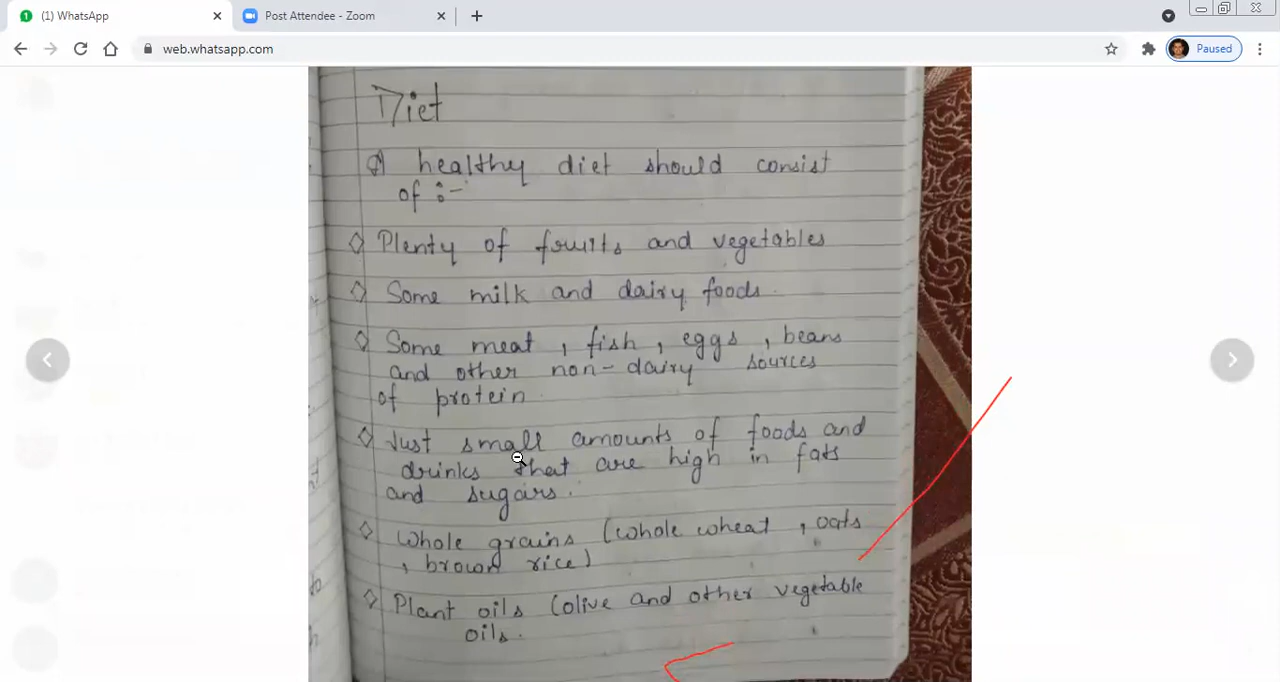 (1) WhatsApp
Post Attendee - Zoom
web.whatsapp.com
Paused
Diet
A healthy diet should consist
of :-
Plenty of fruits and vegetables
Some milk and dairy foods.
Some meat, fish, eggs, beans
and other non-dairy sources
of protein.
Just small amounts of foods and
drinks that are high in fats
and sugars.
Whole grains (whole wheat, oats
, brown rice)
Plant oils (olive and other vegetable
oils.